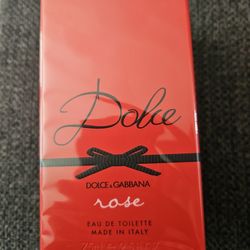 Dolce
DOLCE&GABBANA
rose
EAU DE TOILETTE
MADE IN ITALY